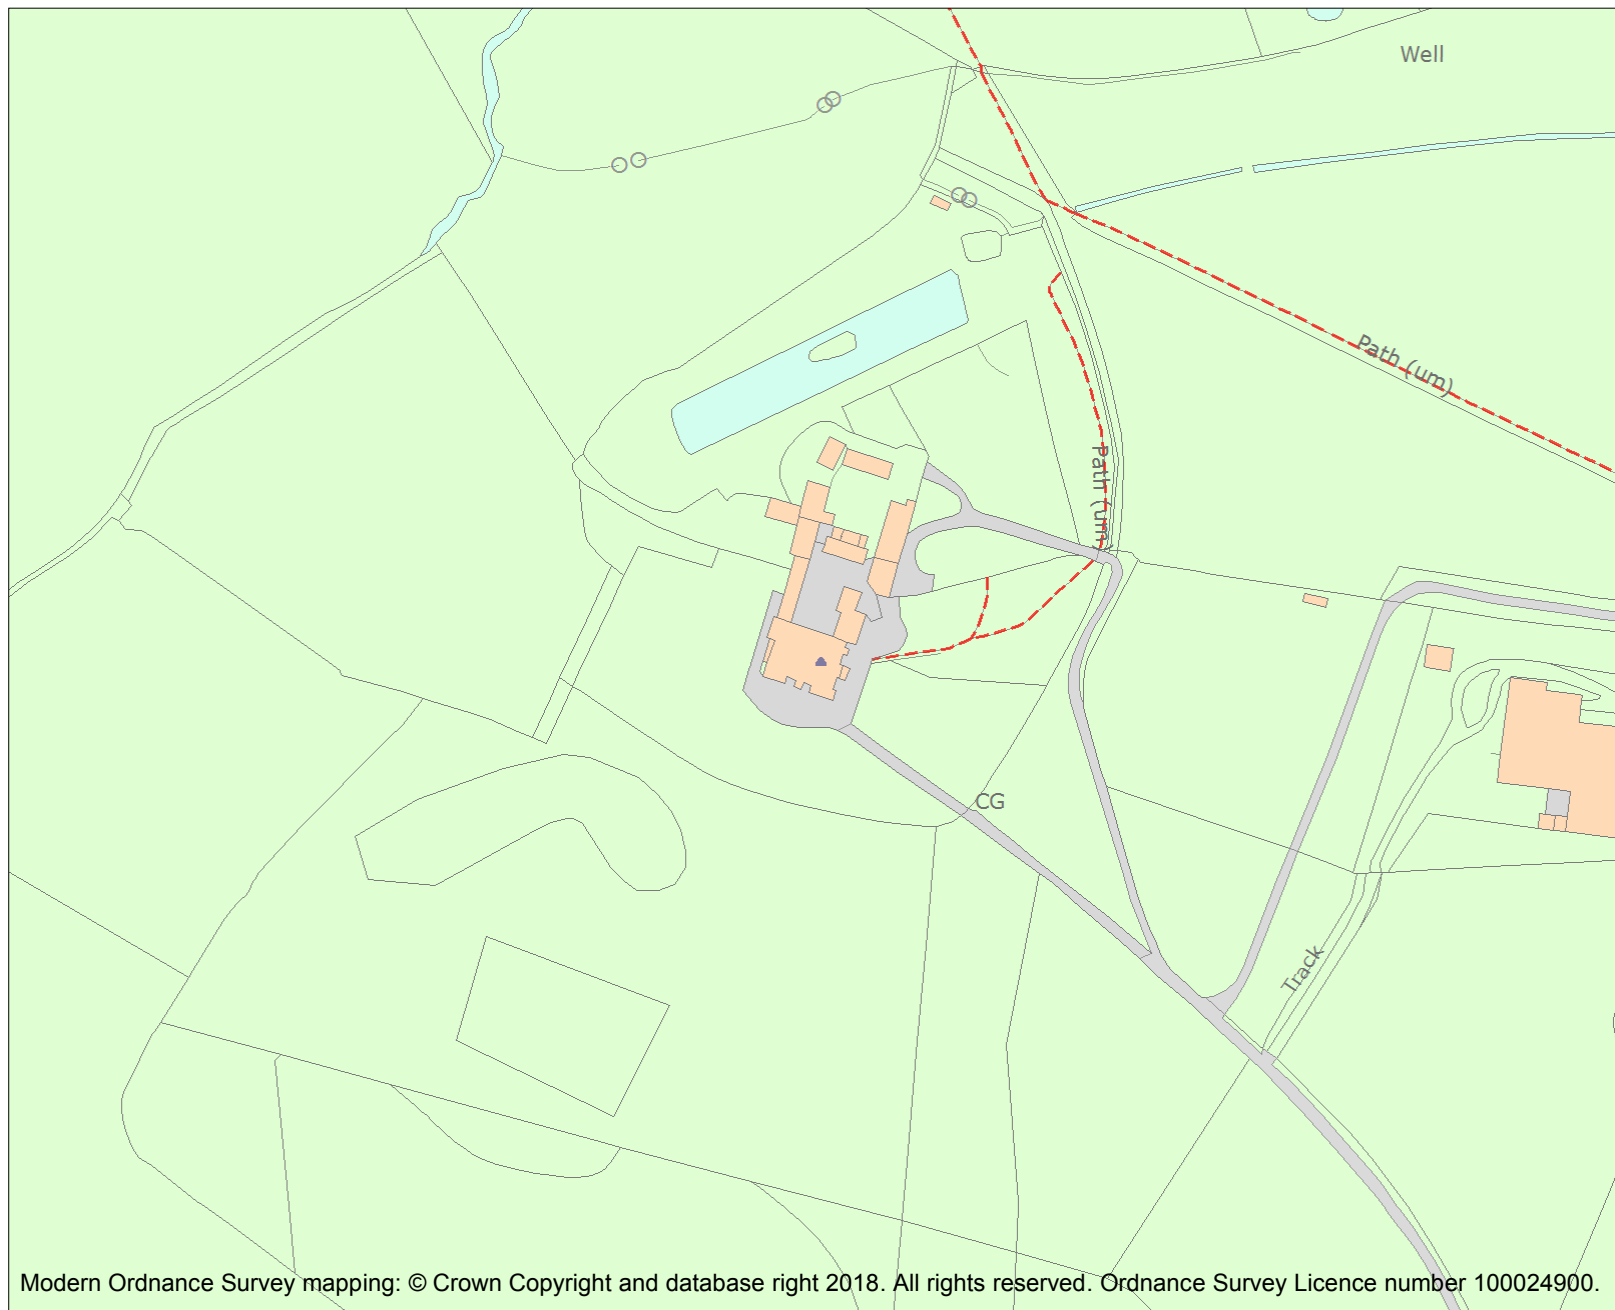 Well
Path (um)
Path (um)
CG
Track
Modern Ordnance Survey mapping: © Crown Copyright and database right 2018. All rights reserved. Ordnance Survey Licence number 100024900.